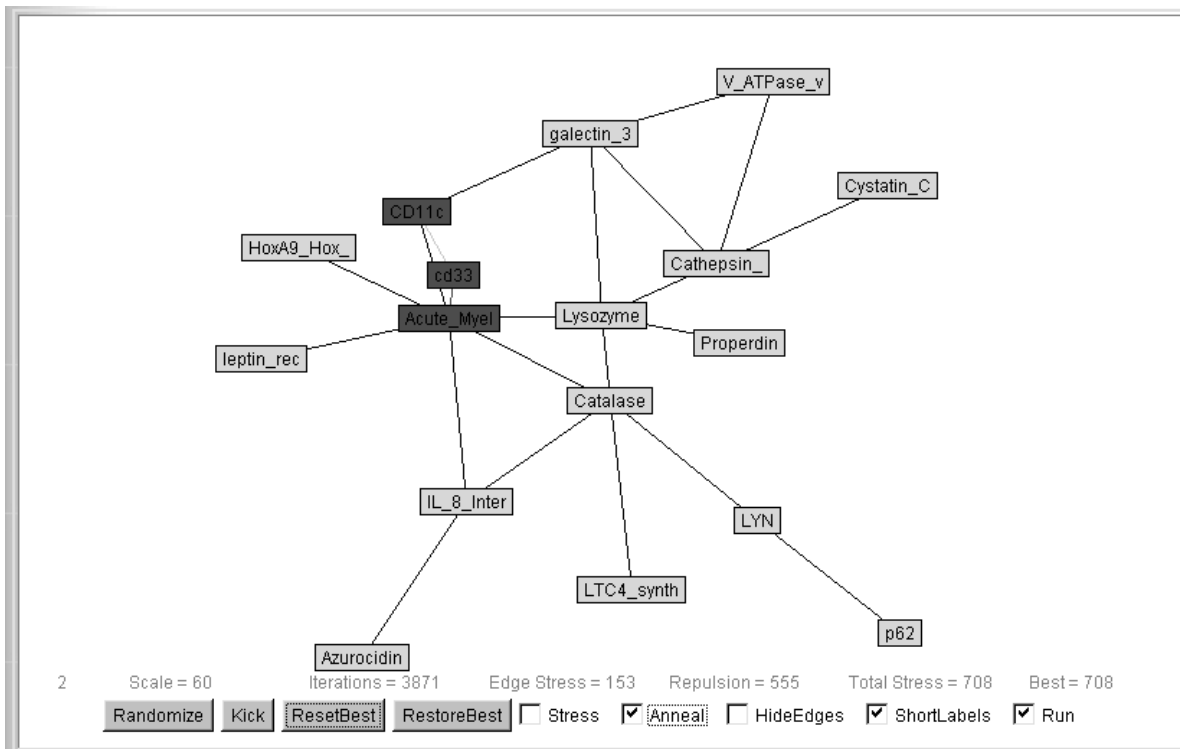 V_ATPase_v
galectin_3
Cystatin_C
CD11c
HoxA9_Hox_
Cathepsin_
cd33
Acute_Myel
Lysozyme
Properdin
leptin_rec
Catalase
IL_8_Inter
LYN
LTC4_synth
p62
Azurocidin
2 Scale = 60 Iterations = 3871 Edge Stress = 153 Repulsion = 555 Total Stress = 708 Best = 708
Randomize Kick ResetBest RestoreBest Stress Anneal HideEdges ShortLabels Run